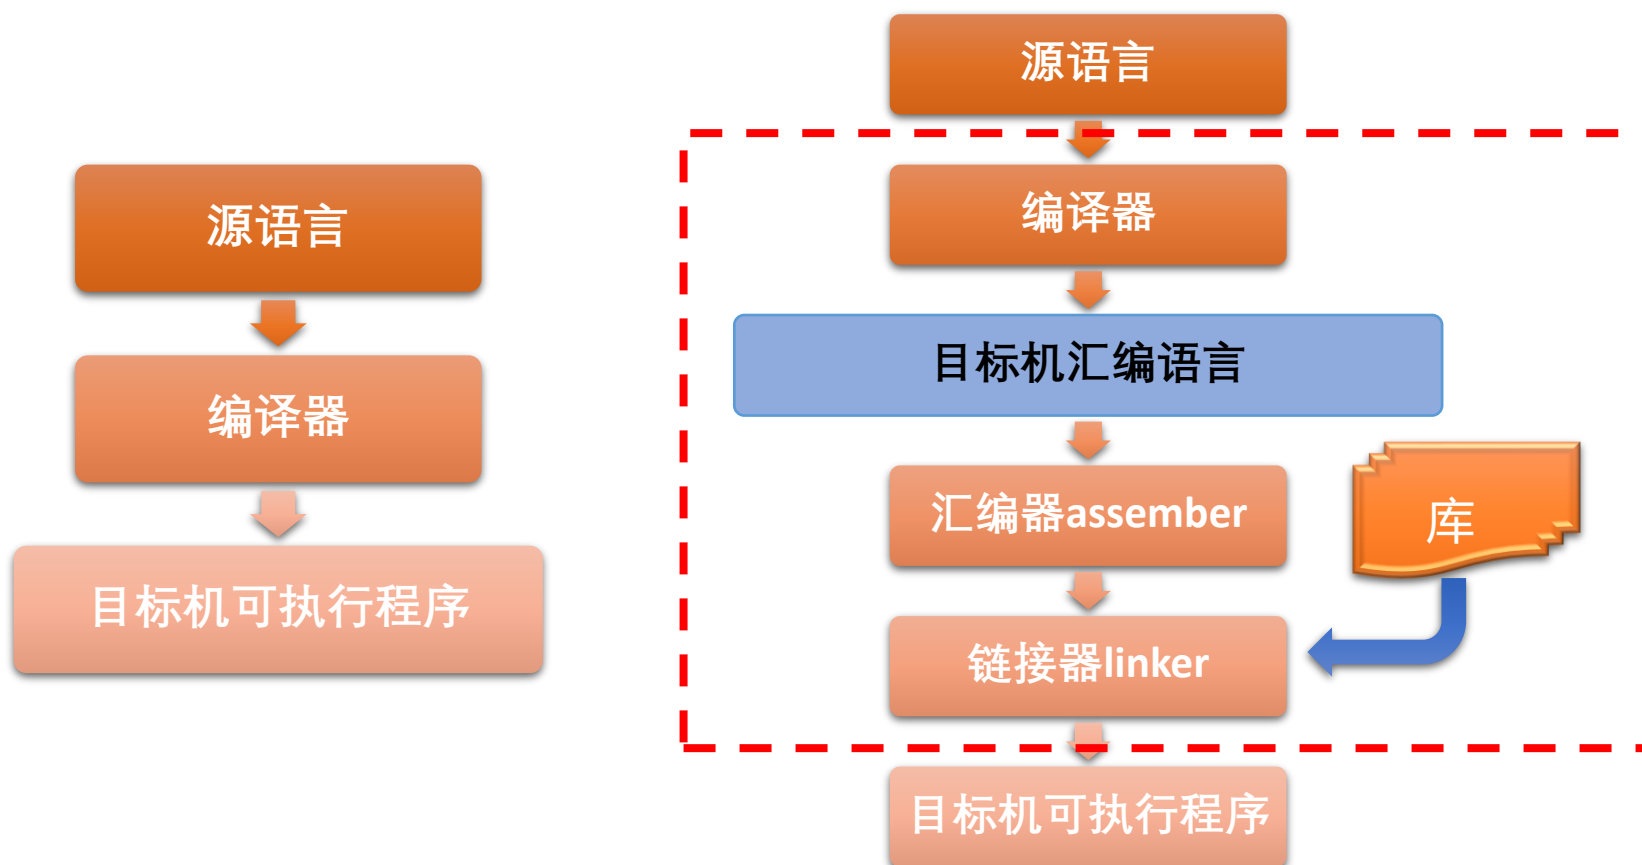 源语言
编译器
目标机可执行程序
源语言
编译器
目标机汇编语言
汇编器assember
库
链接器linker
目标机可执行程序